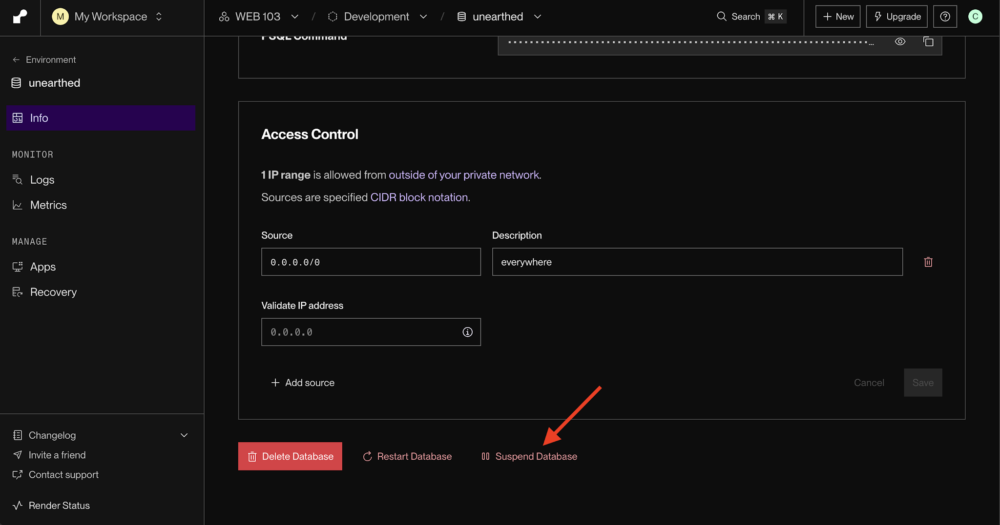 M My Workspace
WEB 103 / Development / unearthed
Search ⌘ K
+ New
Upgrade
C
← Environment
unearthed
Info
MONITOR
Logs
Metrics
MANAGE
Apps
Recovery
Changelog
Invite a friend
Contact support
Render Status
PSQL Command
Access Control
1 IP range is allowed from outside of your private network.
Sources are specified CIDR block notation.
Source
Description
0.0.0.0/0
everywhere
Validate IP address
0.0.0.0
+ Add source
Cancel
Save
Delete Database
Restart Database
Suspend Database